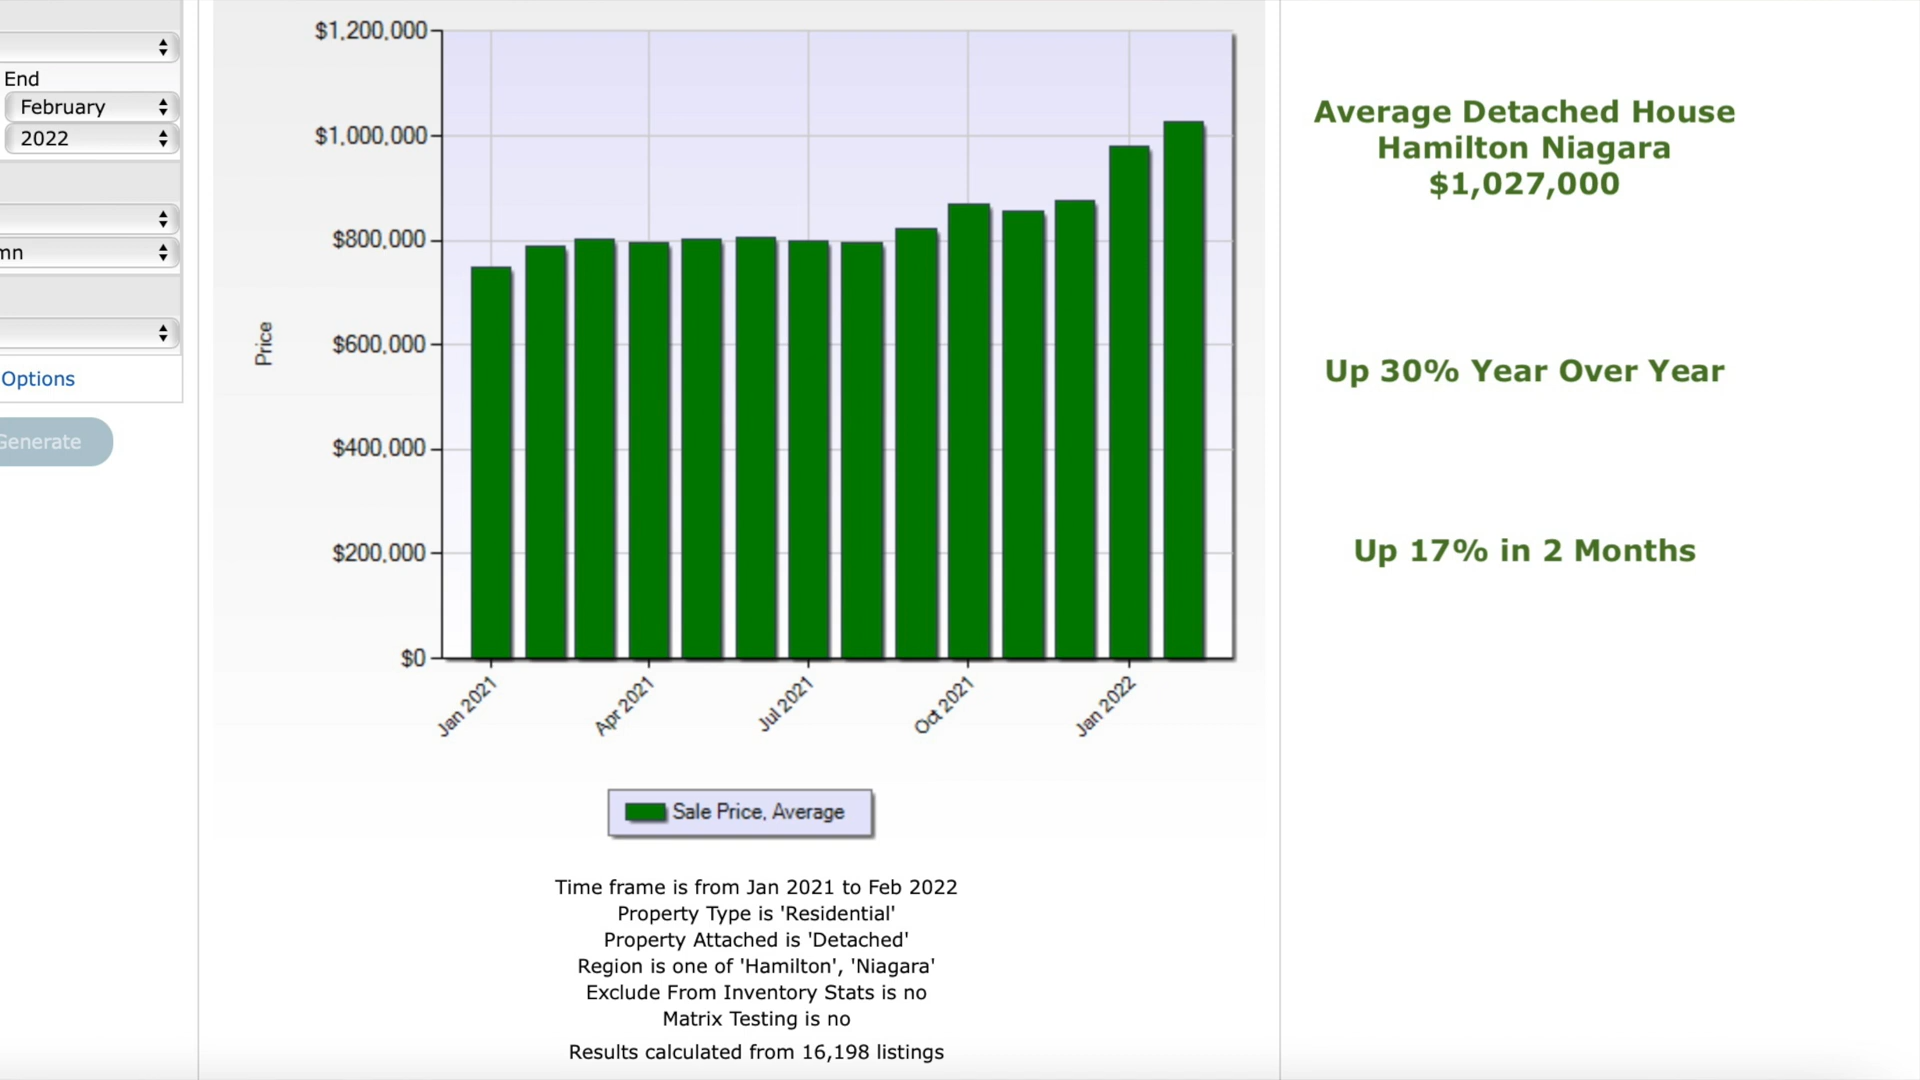 End
February
2022
mn
Options
Generate
$1,200,000
$1,000,000
$800,000
$600,000
$400,000
$200,000
$0
Price
Jan 2021
Apr 2021
Jul 2021
Oct 2021
Jan 2022
Sale Price, Average
Time frame is from Jan 2021 to Feb 2022
Property Type is 'Residential'
Property Attached is 'Detached'
Region is one of 'Hamilton', 'Niagara'
Exclude From Inventory Stats is no
Matrix Testing is no
Results calculated from 16,198 listings
Average Detached House
Hamilton Niagara
$1,027,000
Up 30% Year Over Year
Up 17% in 2 Months